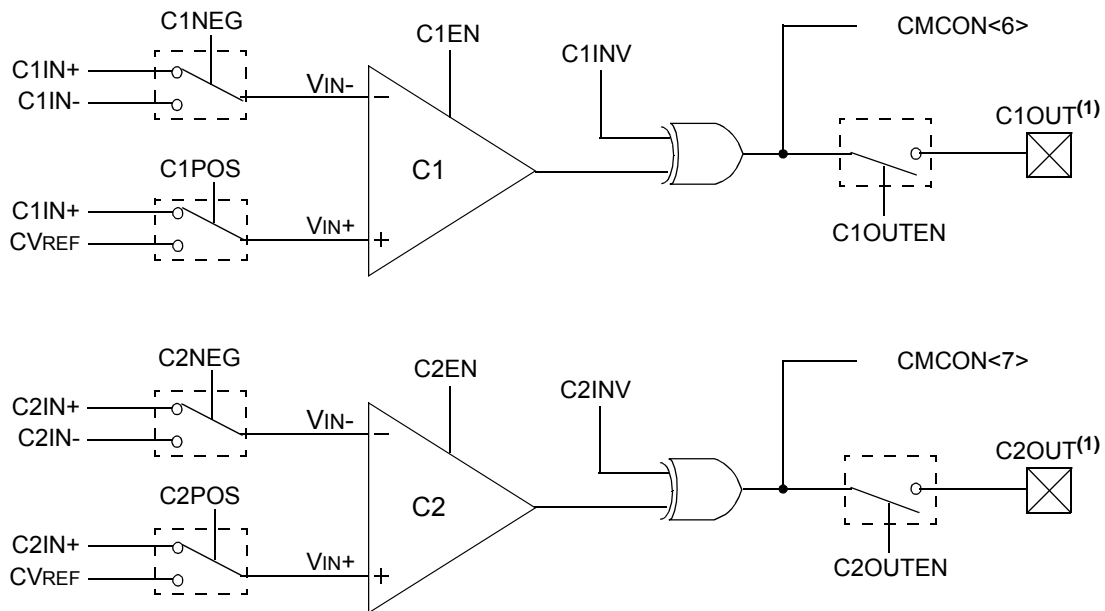 C1NEG
C1EN
CMCON<6>
C1INV
C1IN+
C1IN-
VIN-
C1OUT(1)
C1POS
C1
C1IN+
CVREF
VIN+
C1OUTEN
C2NEG
C2EN
CMCON<7>
C2INV
C2IN+
C2IN-
VIN-
C2OUT(1)
C2POS
C2
C2IN+
CVREF
VIN+
C2OUTEN